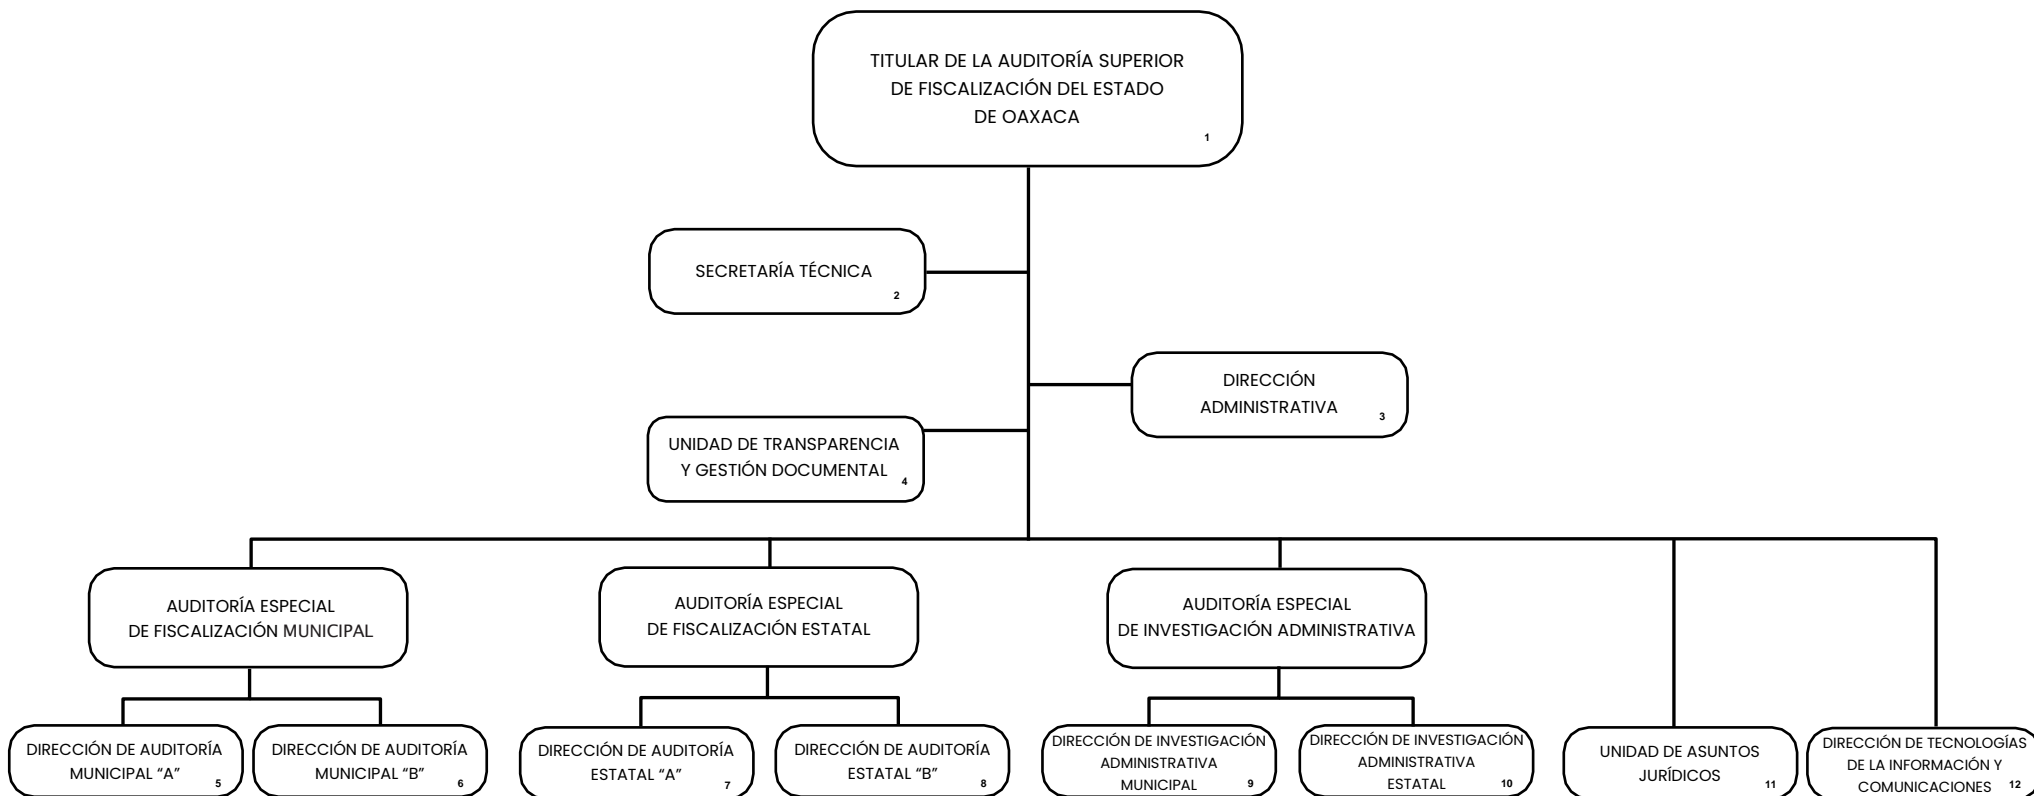 TITULAR DE LA AUDITORÍA SUPERIOR
DE FISCALIZACIÓN DEL ESTADO
DE OAXACA
1
SECRETARÍA TÉCNICA
2
DIRECCIÓN
ADMINISTRATIVA
3
UNIDAD DE TRANSPARENCIA
Y GESTIÓN DOCUMENTAL
4
AUDITORÍA ESPECIAL
DE FISCALIZACIÓN MUNICIPAL
AUDITORÍA ESPECIAL
DE FISCALIZACIÓN ESTATAL
AUDITORÍA ESPECIAL
DE INVESTIGACIÓN ADMINISTRATIVA
DIRECCIÓN DE AUDITORÍA
MUNICIPAL “A”
5
DIRECCIÓN DE AUDITORÍA
MUNICIPAL “B”
6
DIRECCIÓN DE AUDITORÍA
ESTATAL “A”
7
DIRECCIÓN DE AUDITORÍA
ESTATAL “B”
8
DIRECCIÓN DE INVESTIGACIÓN
ADMINISTRATIVA
MUNICIPAL
9
DIRECCIÓN DE INVESTIGACIÓN
ADMINISTRATIVA
ESTATAL
10
UNIDAD DE ASUNTOS
JURÍDICOS
11
DIRECCIÓN DE TECNOLOGÍAS
DE LA INFORMACIÓN Y
COMUNICACIONES
12